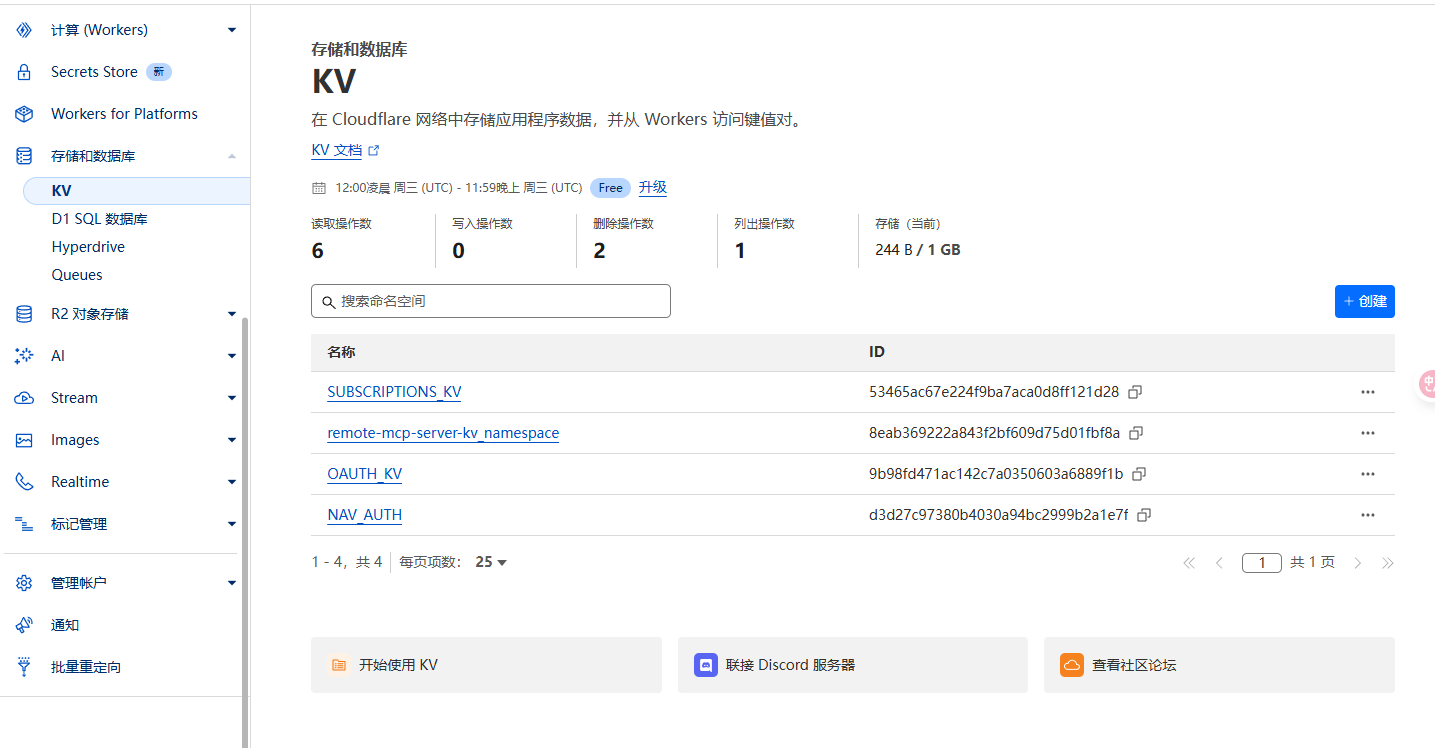 计算 (Workers)
Secrets Store 新
Workers for Platforms
存储和数据库
KV
D1 SQL 数据库
Hyperdrive
Queues
R2 对象存储
AI
Stream
Images
Realtime
标记管理
管理帐户
通知
批量重定向
存储和数据库
KV
在 Cloudflare 网络中存储应用程序数据，并从 Workers 访问键值对。
KV 文档
12:00凌晨 周三 (UTC) - 11:59晚上 周三 (UTC) Free 升级
读取操作数 写入操作数 删除操作数 列出操作数 存储（当前）
6 0 2 1 244 B / 1 GB
搜索命名空间
+ 创建
名称 ID
SUBSCRIPTIONS_KV 53465ac67e224f9ba7aca0d8ff121d28 ···
remote-mcp-server-kv_namespace 8eab369222a843f2bf609d75d01fbf8a ···
OAUTH_KV 9b98fd471ac142c7a0350603a6889f1b ···
NAV_AUTH d3d27c97380b4030a94bc2999b2a1e7f ···
1 - 4，共 4 每页项数： 25 1 共 1 页
开始使用 KV 联接 Discord 服务器 查看社区论坛
中